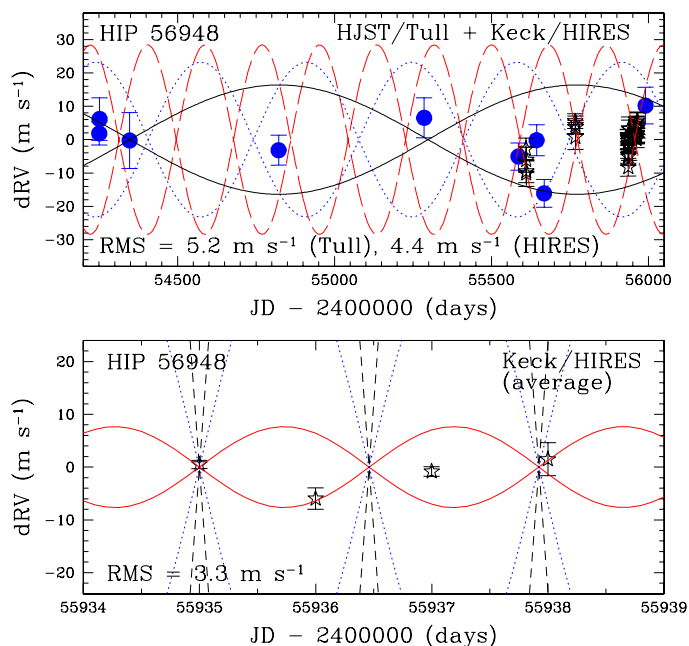 HIP 56948
HJST/Tull + Keck/HIRES
30
20
10
0
-10
-20
-30
dRV (m s⁻¹)
RMS = 5.2 m s⁻¹ (Tull), 4.4 m s⁻¹ (HIRES)
54500 55000 55500 56000
JD - 2400000 (days)
HIP 56948
Keck/HIRES
(average)
20
10
0
-10
-20
dRV (m s⁻¹)
RMS = 3.3 m s⁻¹
55934 55935 55936 55937 55938 55939
JD - 2400000 (days)